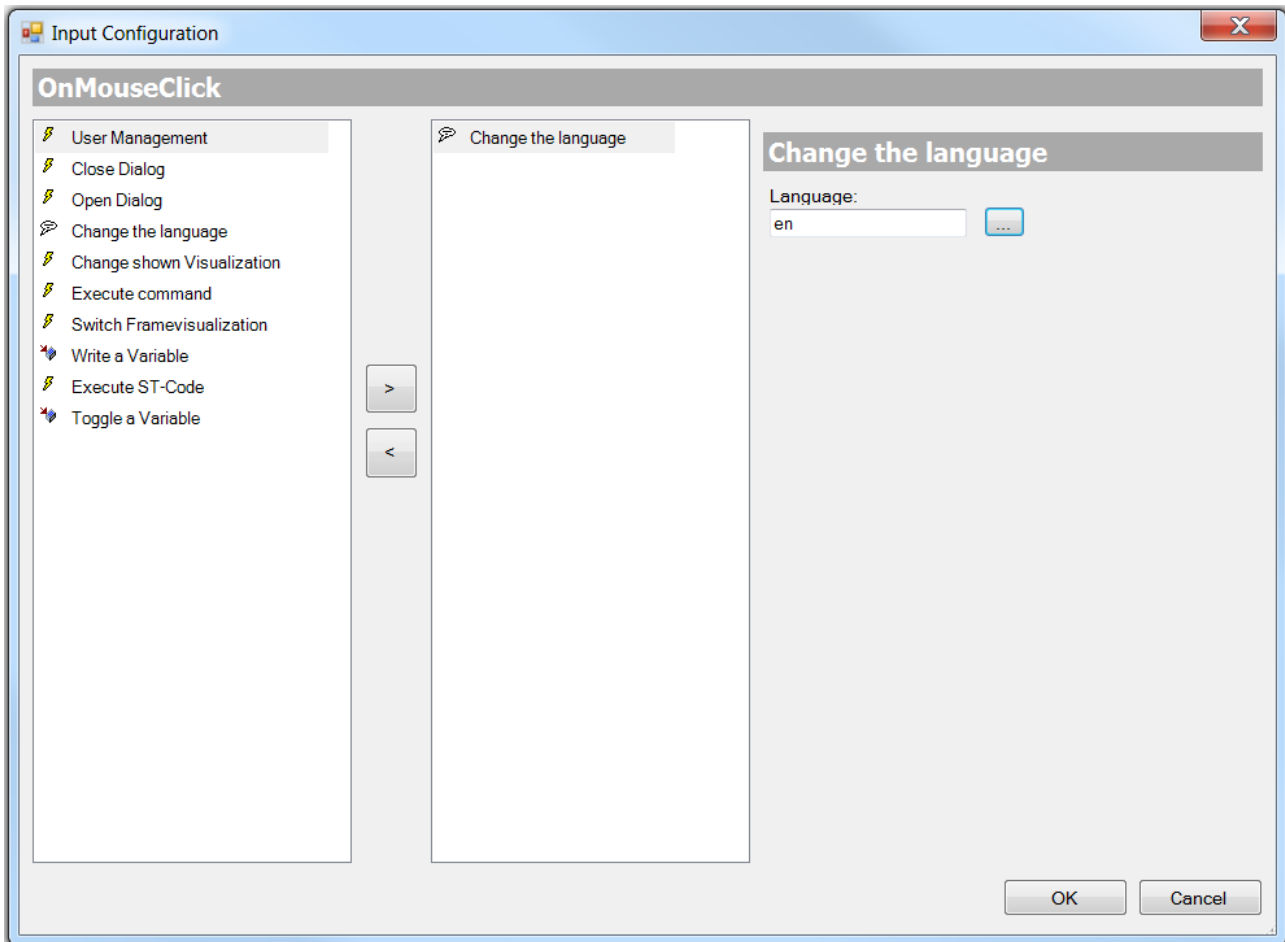 Input Configuration
X
OnMouseClick
User Management
Close Dialog
Open Dialog
Change the language
Change shown Visualization
Execute command
Switch Framevisualization
Write a Variable
Execute ST-Code
Toggle a Variable
>
<
Change the language
Change the language
Language:
en
...
OK
Cancel